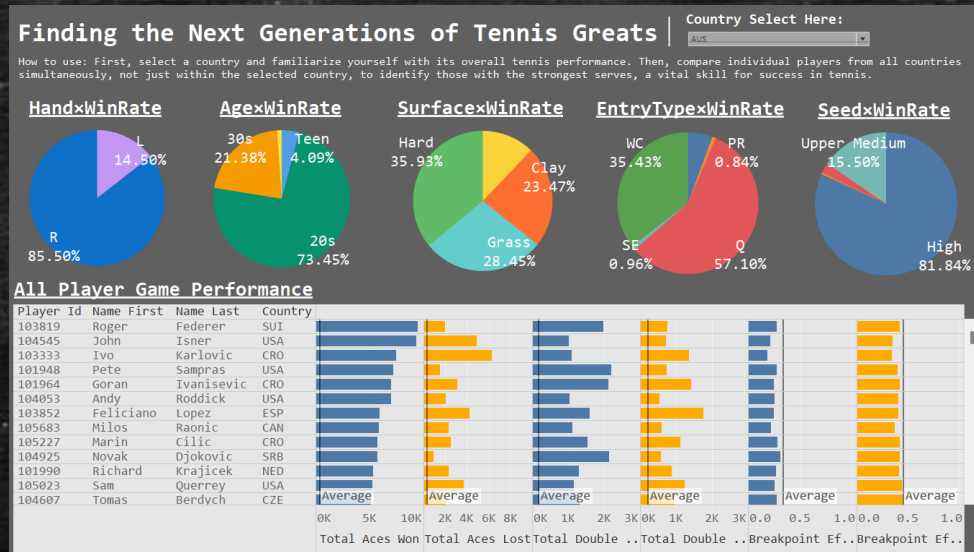 Finding the Next Generations of Tennis Greats
Country Select Here:
AUS
How to use: First, select a country and familiarize yourself with its overall tennis performance. Then, compare individual players from all countries
simultaneously, not just within the selected country, to identify those with the strongest serves, a vital skill for success in tennis.
Hand×WinRate
Age×WinRate
Surface×WinRate
EntryType×WinRate
Seed×WinRate
L
14.50%
R
85.50%
30s
21.38%
Teen
4.09%
20s
73.45%
Hard
35.93%
Clay
23.47%
Grass
28.45%
WC
35.43%
PR
0.84%
SE
0.96%
Q
57.10%
Upper Medium
15.50%
High
81.84%
All Player Game Performance
Player Id Name First Name Last Country
103819 Roger Federer SUI
104545 John Isner USA
103333 Ivo Karlovic CRO
101948 Pete Sampras USA
101964 Goran Ivanisevic CRO
104053 Andy Roddick USA
103852 Feliciano Lopez ESP
105683 Milos Raonic CAN
105227 Marin Cilic CRO
104925 Novak Djokovic SRB
101990 Richard Krajicek NED
105023 Sam Querrey USA
104607 Tomas Berdych CZE
Average Average Average Average Average Average
0K 5K 10K 2K 4K 6K 8K 0K 1K 2K 3K 0K 1K 2K 3K 0.0 0.5 1.0 0.0 0.5 1.0
Total Aces Won Total Aces Lost Total Double .. Total Double .. Breakpoint Ef.. Breakpoint Ef..